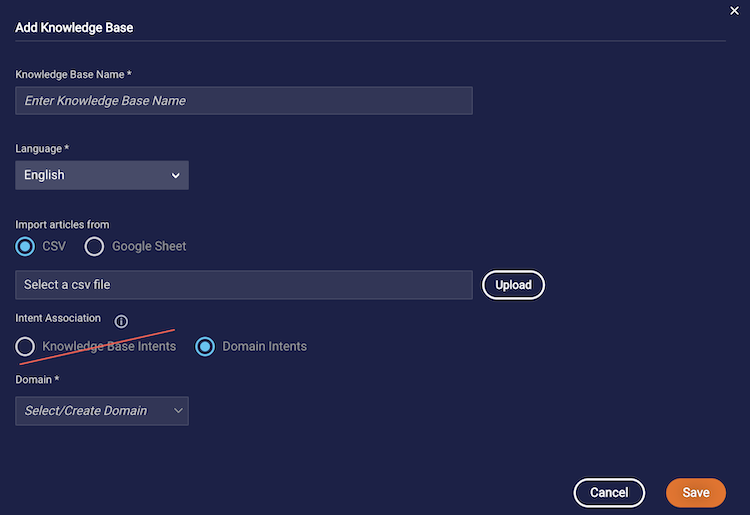 Add Knowledge Base
Knowledge Base Name *
Enter Knowledge Base Name
Language *
English
Import articles from
CSV Google Sheet
Select a csv file Upload
Intent Association
Knowledge Base Intents Domain Intents
Domain *
Select/Create Domain
Cancel Save